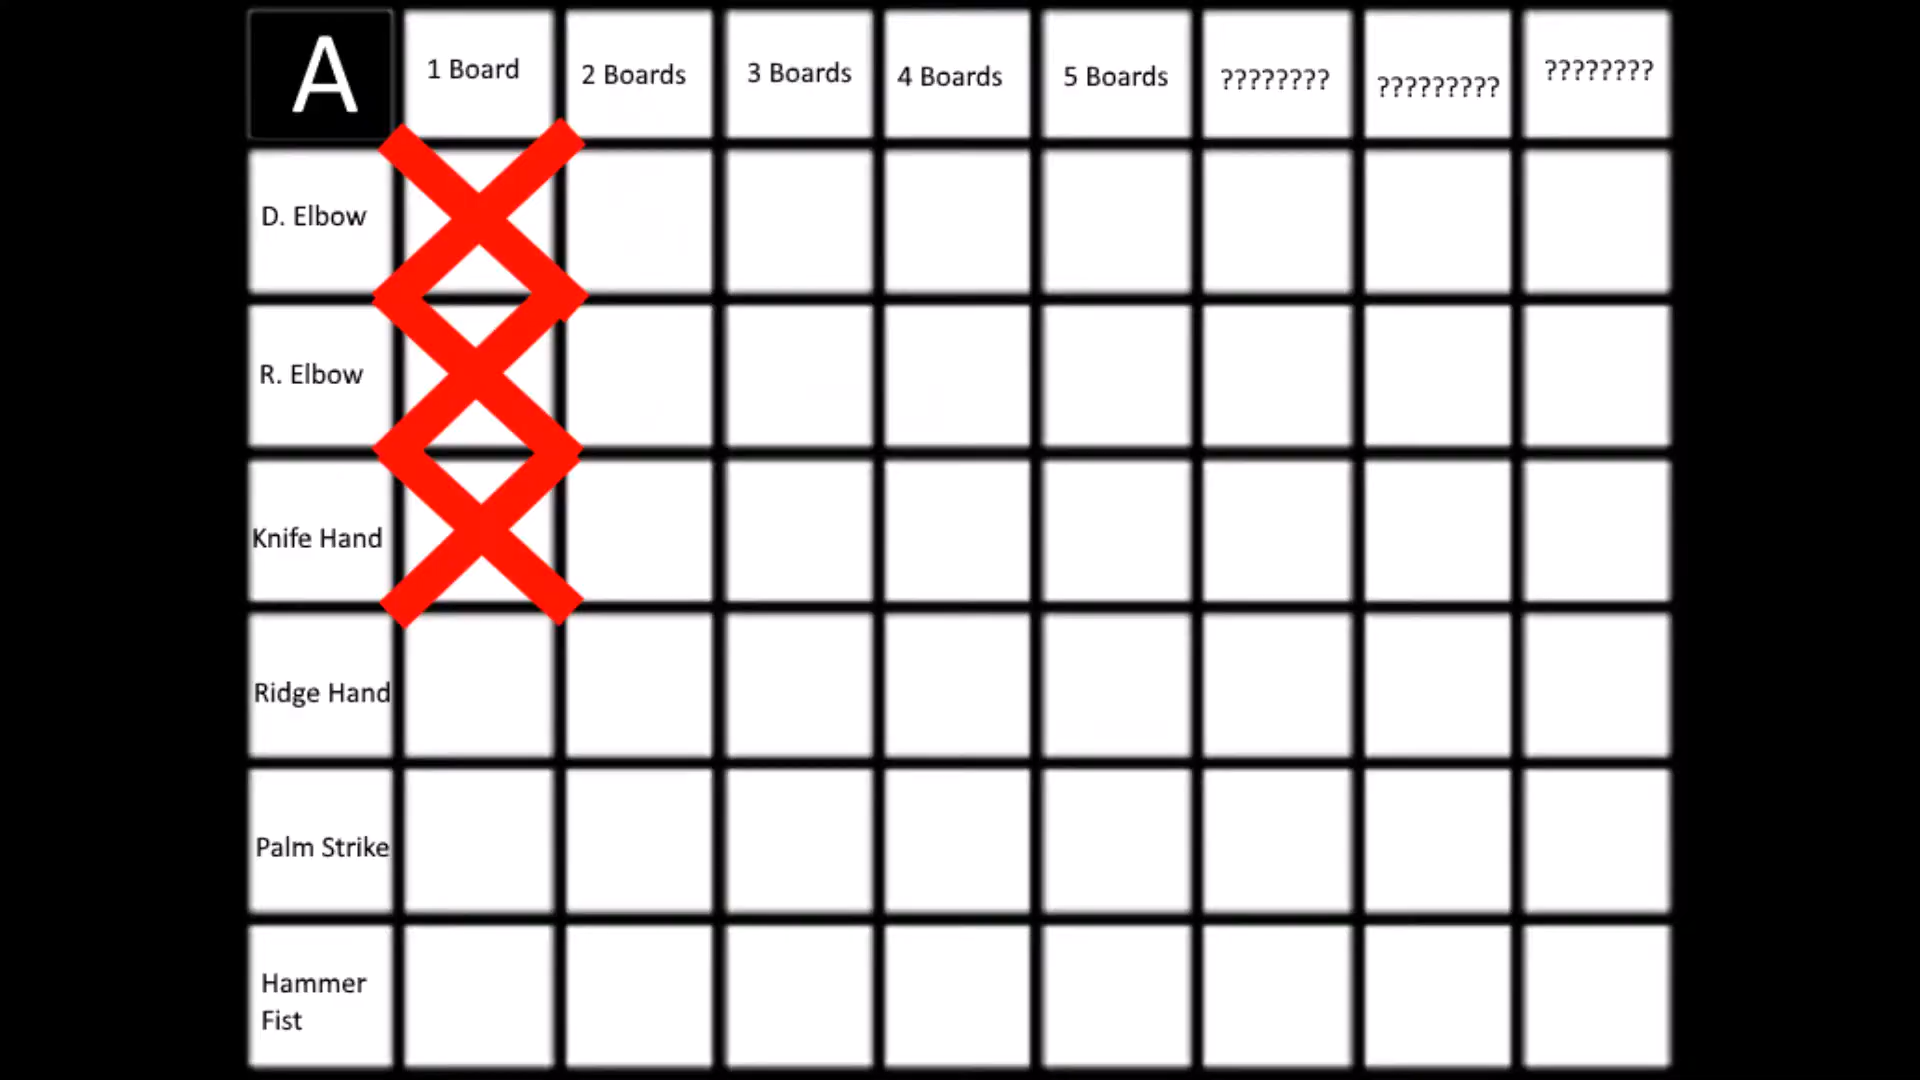 A
1 Board
2 Boards
3 Boards
4 Boards
5 Boards
????????
?????????
????????
D. Elbow
R. Elbow
Knife Hand
Ridge Hand
Palm Strike
Hammer
Fist